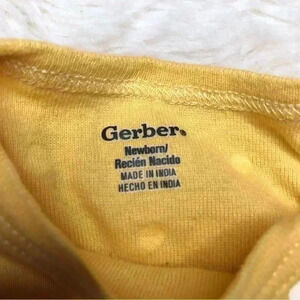 Gerber.
Newborn/
Recién Nacido
MADE IN INDIA
HECHO EN INDIA